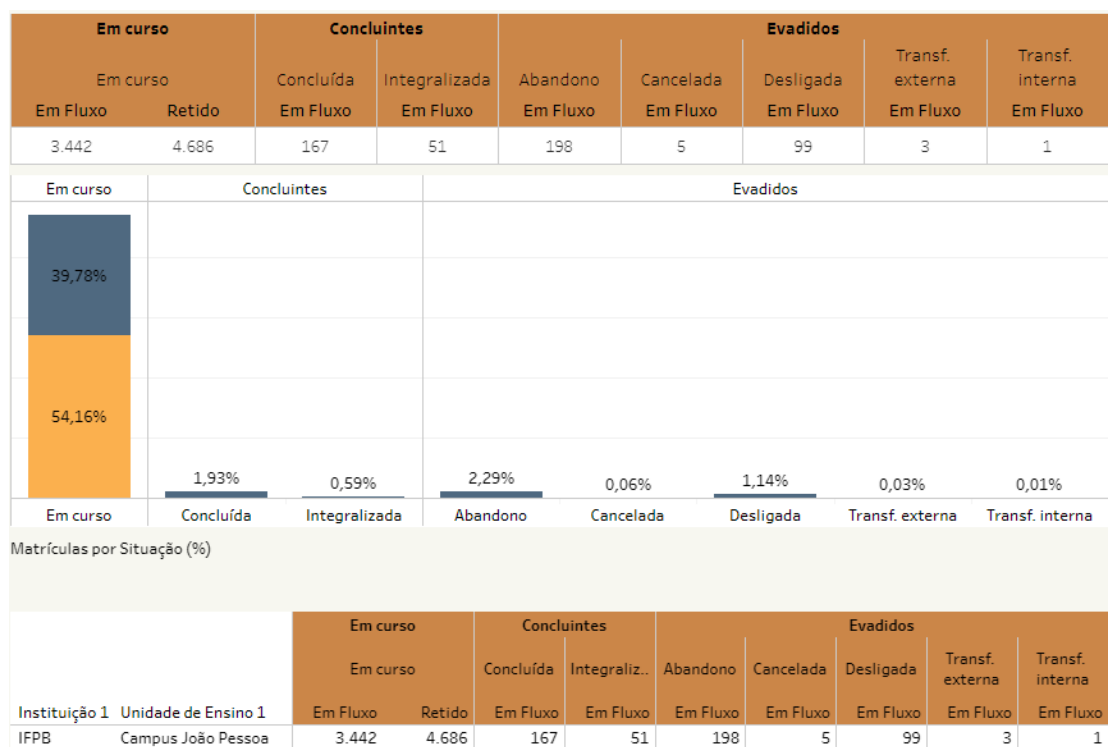 Em curso Concluintes Evadidos
Em curso Concluída Integralizada Abandono Cancelada Desligada Transf. externa Transf. interna
Em Fluxo Retido Em Fluxo Em Fluxo Em Fluxo Em Fluxo Em Fluxo Em Fluxo Em Fluxo
3.442 4.686 167 51 198 5 99 3 1
Em curso Concluintes Evadidos
39,78%
54,16%
1,93% 0,59% 2,29% 0,06% 1,14% 0,03% 0,01%
Em curso Concluída Integralizada Abandono Cancelada Desligada Transf. externa Transf. interna
Matrículas por Situação (%)
Em curso Concluintes Evadidos
Em curso Concluída Integraliz.. Abandono Cancelada Desligada Transf. externa Transf. interna
Instituição 1 Unidade de Ensino 1 Em Fluxo Retido Em Fluxo Em Fluxo Em Fluxo Em Fluxo Em Fluxo Em Fluxo Em Fluxo
IFPB Campus João Pessoa 3.442 4.686 167 51 198 5 99 3 1